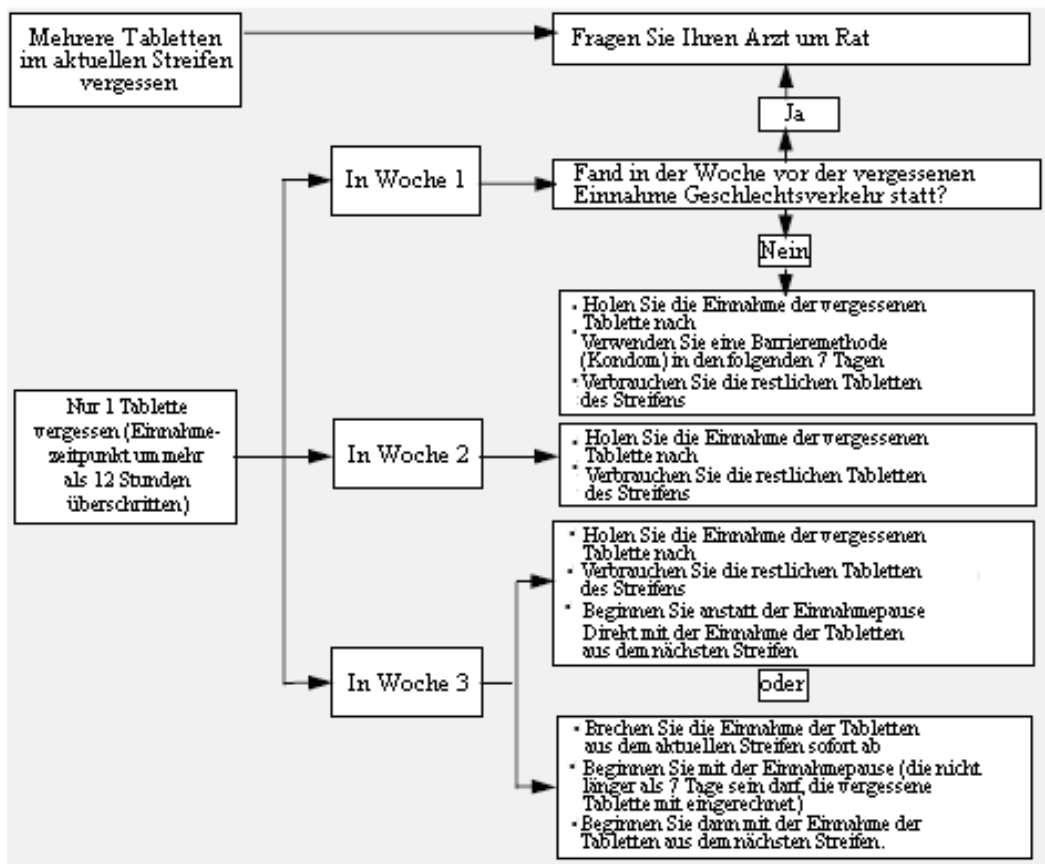 Mehrere Tabletten
im aktuellen Streifen
vergessen
Fragen Sie Ihren Arzt um Rat
Ja
In Woche 1
Fand in der Woche vor der vergessenen
Einnahme Geschlechtsverkehr statt?
Nein
• Holen Sie die Einnahme der vergessenen
Tablette nach
• Verwenden Sie eine Barrieremethode
(Kondom) in den folgenden 7 Tagen
• Verbrauchen Sie die restlichen Tabletten
des Streifens
Nur 1 Tablette
vergessen (Einnahme-
zeitpunkt um mehr
als 12 Stunden
überschritten)
In Woche 2
• Holen Sie die Einnahme der vergessenen
Tablette nach
• Verbrauchen Sie die restlichen Tabletten
des Streifens
In Woche 3
• Holen Sie die Einnahme der vergessenen
Tablette nach
• Verbrauchen Sie die restlichen Tabletten
des Streifens
• Beginnen Sie anstatt der Einnahmepause
Direkt mit der Einnahme der Tabletten
aus dem nächsten Streifen
oder
• Brechen Sie die Einnahme der Tabletten
aus dem aktuellen Streifen sofort ab
• Beginnen Sie mit der Einnahmepause (die nicht
länger als 7 Tage sein darf, die vergessene
Tablette mit eingerechnet)
• Beginnen Sie dann mit der Einnahme der
Tabletten aus dem nächsten Streifen.